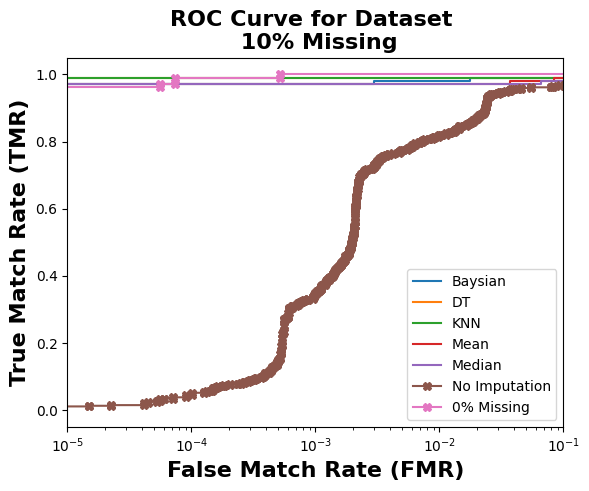 ROC Curve for Dataset
10% Missing
True Match Rate (TMR)
1.0
0.8
0.6
0.4
0.2
0.0
10⁻⁵
10⁻⁴
10⁻³
10⁻²
10⁻¹
False Match Rate (FMR)
Baysian
DT
KNN
Mean
Median
No Imputation
0% Missing